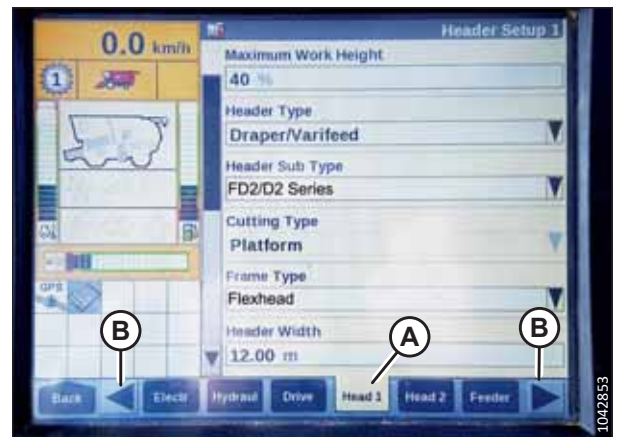 0.0 km/h
Header Setup 1
1
Maximum Work Height
40 %
Header Type
Draper/Varifeed
Header Sub Type
FD2/D2 Series
Cutting Type
Platform
Frame Type
Flexhead
Header Width
12.00 m
GPS
B
A
B
Back
Electr
Hydraul
Drive
Head 1
Head 2
Feeder
1042853